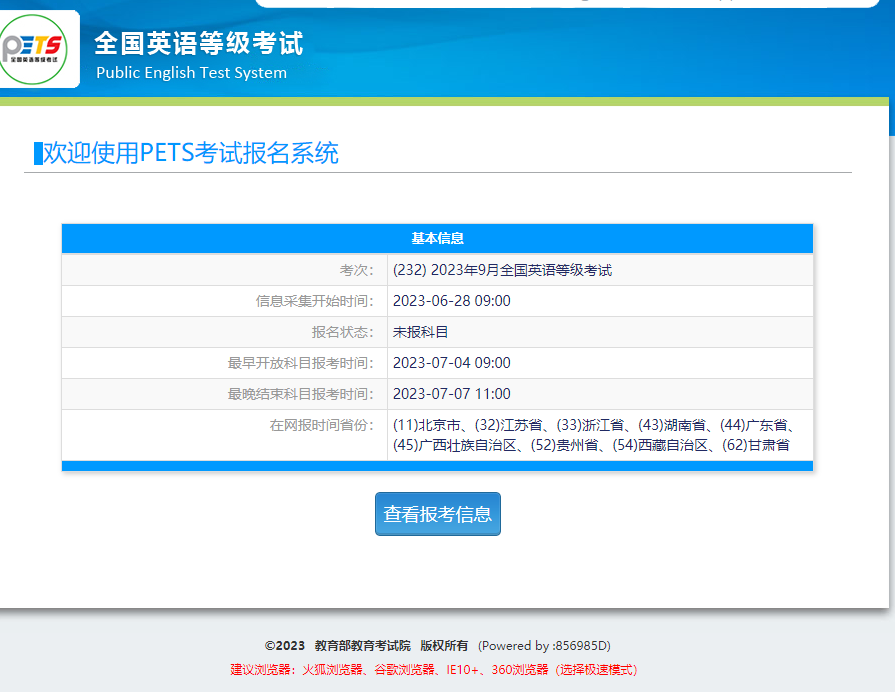 PETS
全国英语等级考试
全国英语等级考试
Public English Test System
欢迎使用PETS考试报名系统
基本信息
考次： (232) 2023年9月全国英语等级考试
信息采集开始时间： 2023-06-28 09:00
报名状态： 未报科目
最早开放科目报考时间： 2023-07-04 09:00
最晚结束科目报考时间： 2023-07-07 11:00
在网报时间省份： (11)北京市、(32)江苏省、(33)浙江省、(43)湖南省、(44)广东省、
(45)广西壮族自治区、(52)贵州省、(54)西藏自治区、(62)甘肃省
查看报考信息
©2023 教育部教育考试院 版权所有 (Powered by :856985D)
建议浏览器：火狐浏览器、谷歌浏览器、IE10+、360浏览器（选择极速模式）